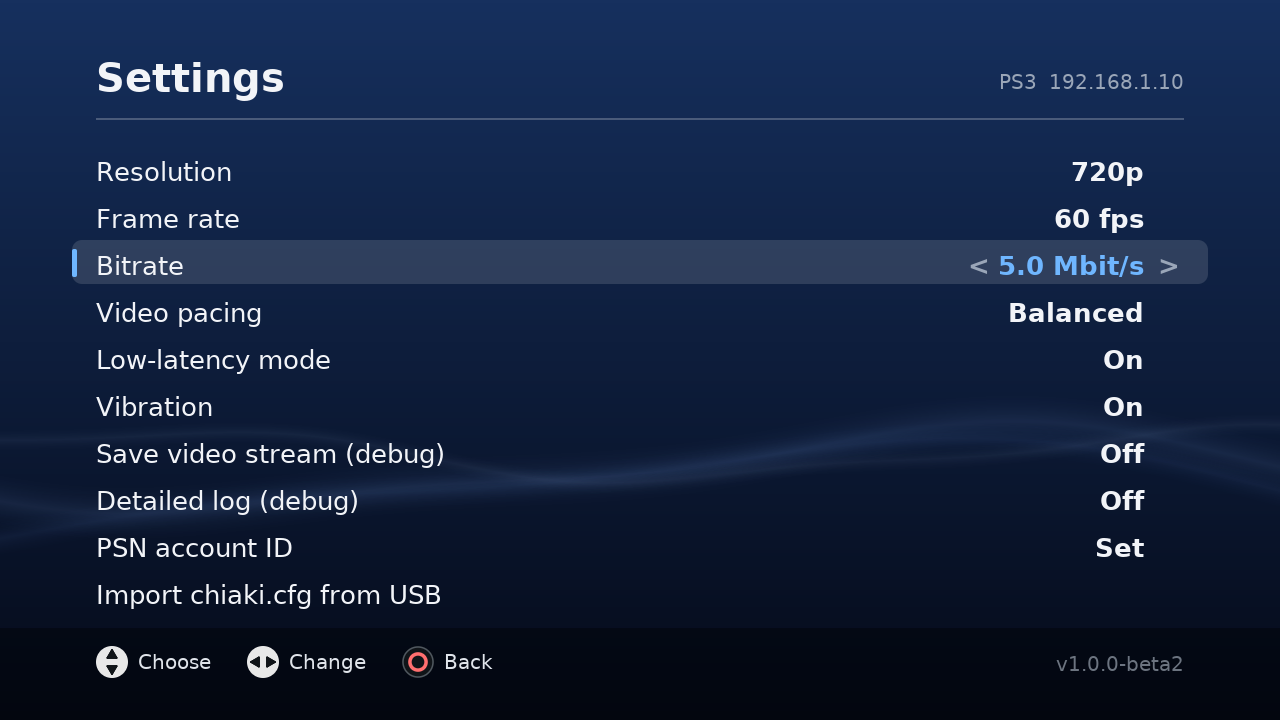 Settings
PS3 192.168.1.10
Resolution 720p
Frame rate 60 fps
Bitrate < 5.0 Mbit/s >
Video pacing Balanced
Low-latency mode On
Vibration On
Save video stream (debug) Off
Detailed log (debug) Off
PSN account ID Set
Import chiaki.cfg from USB
Choose Change Back v1.0.0-beta2